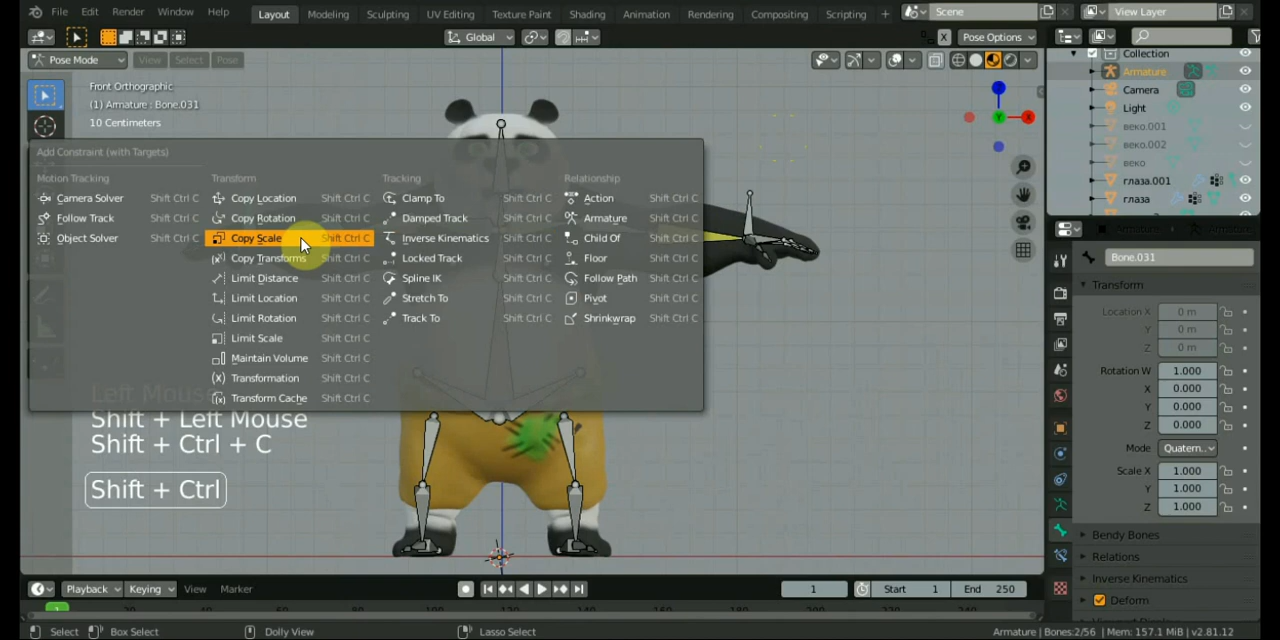 File Edit Render Window Help Layout Modeling Sculpting UV Editing Texture Paint Shading Animation Rendering Compositing Scripting + Scene View Layer
Global X Pose Options
Pose Mode View Select Pose
Front Orthographic
(1) Armature : Bone.031
10 Centimeters
Z
Y
X
Collection
Armature
Camera
Light
веко.001
веко.002
веко
глаза.001
глаза
Add Constraint (with Targets)
Motion Tracking Transform Tracking Relationship
Camera Solver Shift Ctrl C Copy Location Shift Ctrl C Clamp To Shift Ctrl C Action Shift Ctrl C
Follow Track Shift Ctrl C Copy Rotation Shift Ctrl C Damped Track Shift Ctrl C Armature Shift Ctrl C
Object Solver Shift Ctrl C Copy Scale Shift Ctrl C Inverse Kinematics Shift Ctrl C Child Of Shift Ctrl C
Copy Transforms Shift Ctrl C Locked Track Shift Ctrl C Floor Shift Ctrl C
Limit Distance Shift Ctrl C Spline IK Shift Ctrl C Follow Path Shift Ctrl C
Limit Location Shift Ctrl C Stretch To Shift Ctrl C Pivot Shift Ctrl C
Limit Rotation Shift Ctrl C Track To Shift Ctrl C Shrinkwrap Shift Ctrl C
Limit Scale Shift Ctrl C
Maintain Volume Shift Ctrl C
Transformation Shift Ctrl C
Transform Cache Shift Ctrl C
Left Mouse
Shift + Left Mouse
Shift + Ctrl + C
Shift + Ctrl
Bone.031
Transform
Location X 0 m
Y 0 m
Z 0 m
Rotation W 1.000
X 0.000
Y 0.000
Z 0.000
Mode Quatern..
Scale X 1.000
Y 1.000
Z 1.000
Bendy Bones
Relations
Inverse Kinematics
Deform
Playback Keying View Marker 1 Start 1 End 250
1
Select Box Select Dolly View Lasso Select Armature | Bones:2/56 | Mem: 157.1 MiB | v2.81.12